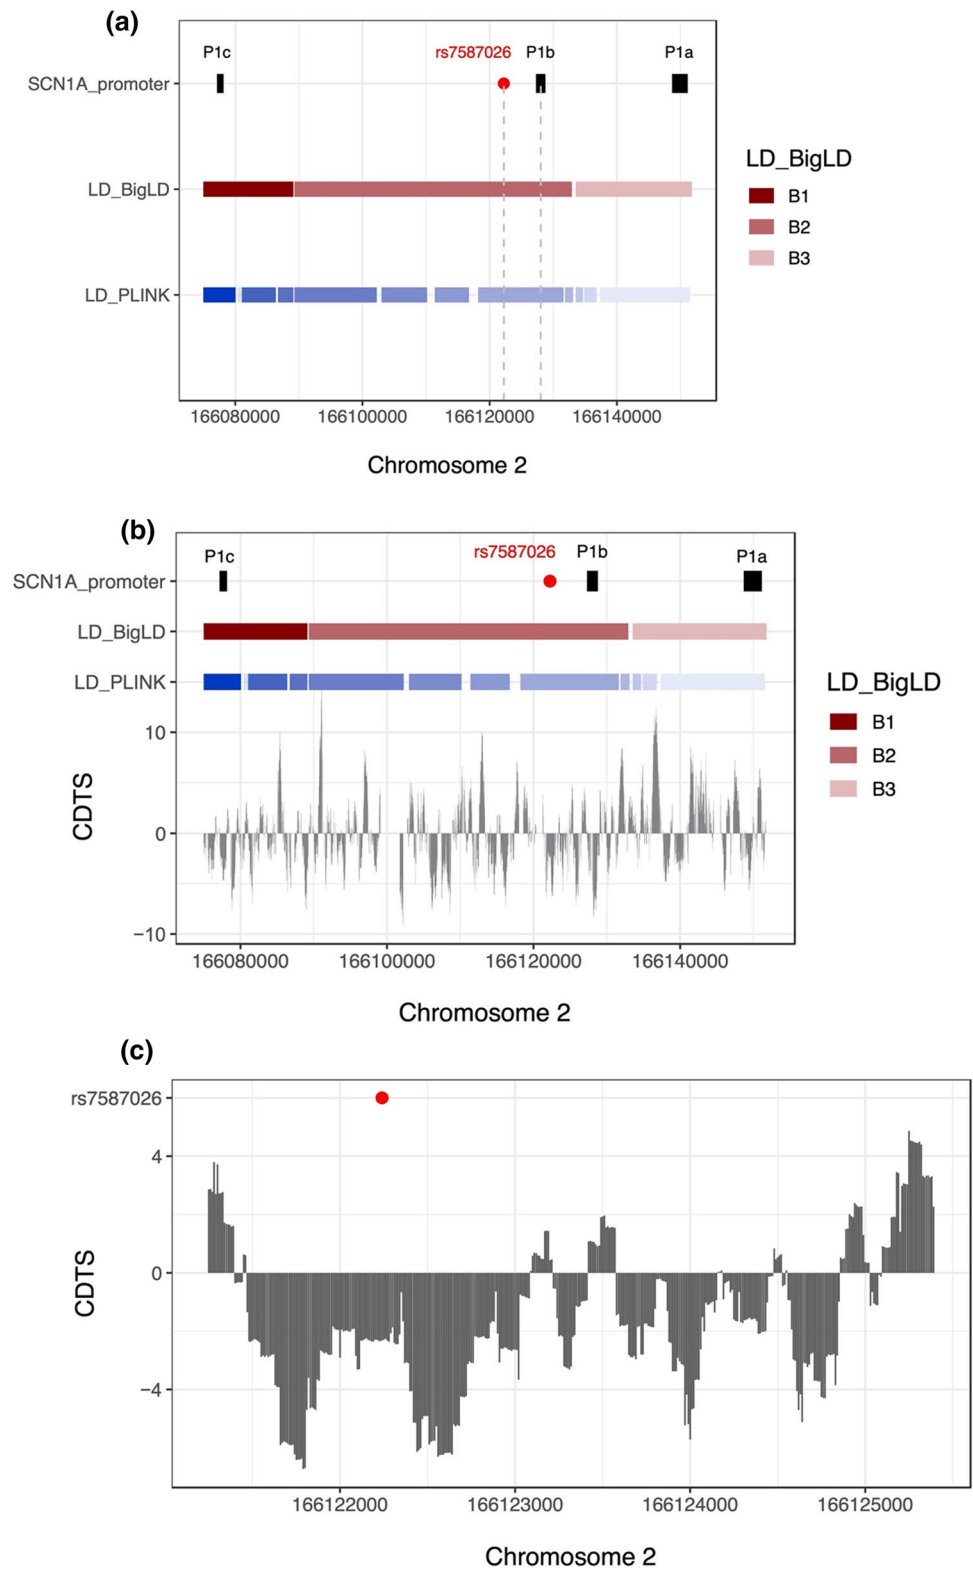 (a)
P1c
rs7587026
P1b
P1a
SCN1A_promoter
LD_BigLD
LD_PLINK
LD_BigLD
B1
B2
B3
166080000
166100000
166120000
166140000
Chromosome 2
(b)
P1c
rs7587026
P1b
P1a
SCN1A_promoter
LD_BigLD
LD_PLINK
10
0
−10
CDTS
LD_BigLD
B1
B2
B3
166080000
166100000
166120000
166140000
Chromosome 2
(c)
rs7587026
4
0
−4
CDTS
166122000
166123000
166124000
166125000
Chromosome 2